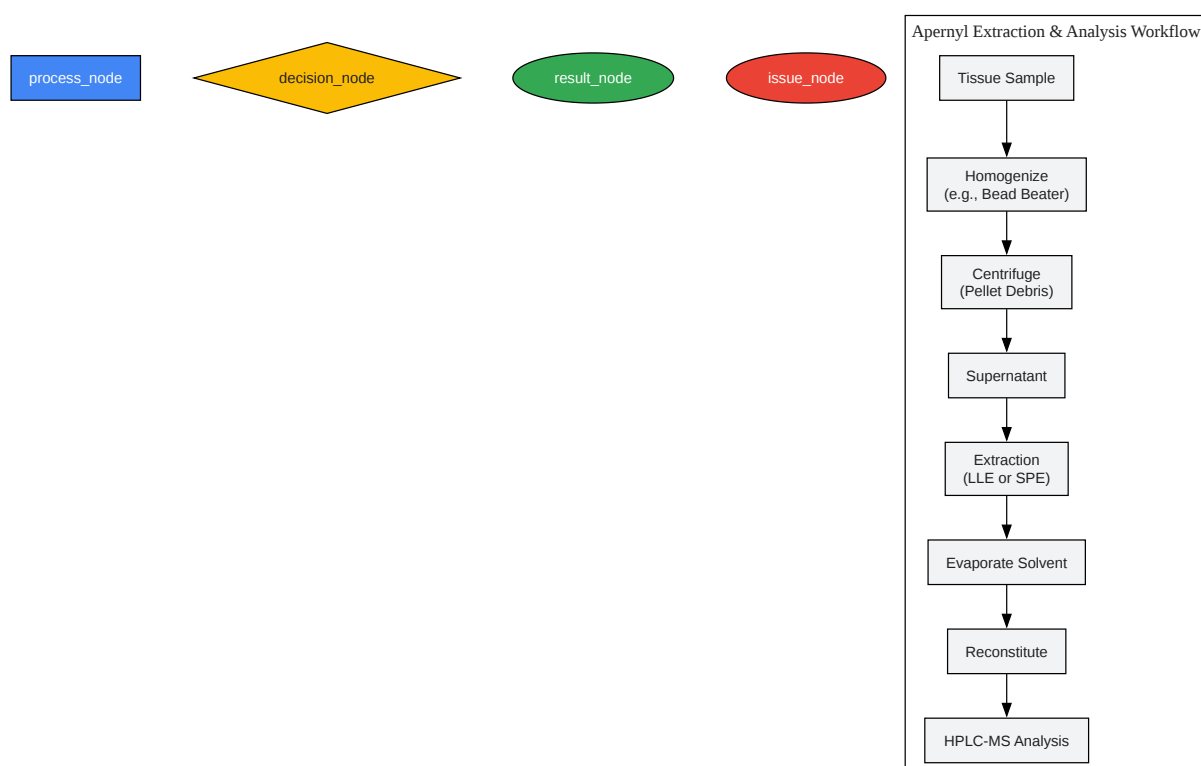 Apernyl Extraction & Analysis Workflow
process_node
decision_node
result_node
issue_node
Tissue Sample
Homogenize
(e.g., Bead Beater)
Centrifuge
(Pellet Debris)
Supernatant
Extraction
(LLE or SPE)
Evaporate Solvent
Reconstitute
HPLC-MS Analysis